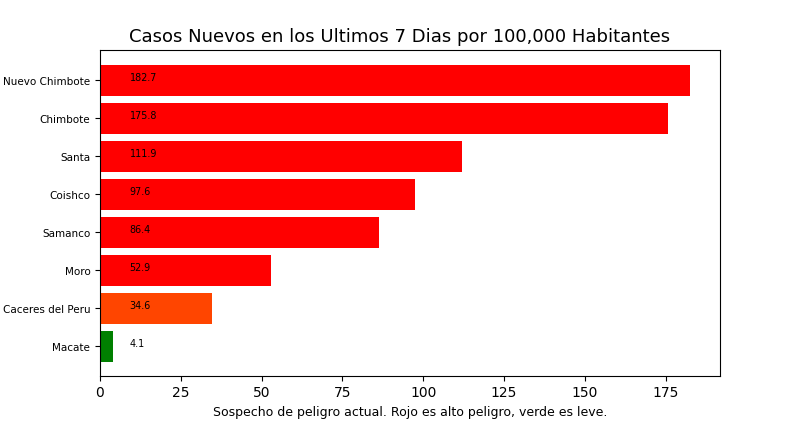 Casos Nuevos en los Ultimos 7 Dias por 100,000 Habitantes
Nuevo Chimbote 182.7
Chimbote 175.8
Santa 111.9
Coishco 97.6
Samanco 86.4
Moro 52.9
Caceres del Peru 34.6
Macate 4.1
0 25 50 75 100 125 150 175
Sospecho de peligro actual. Rojo es alto peligro, verde es leve.